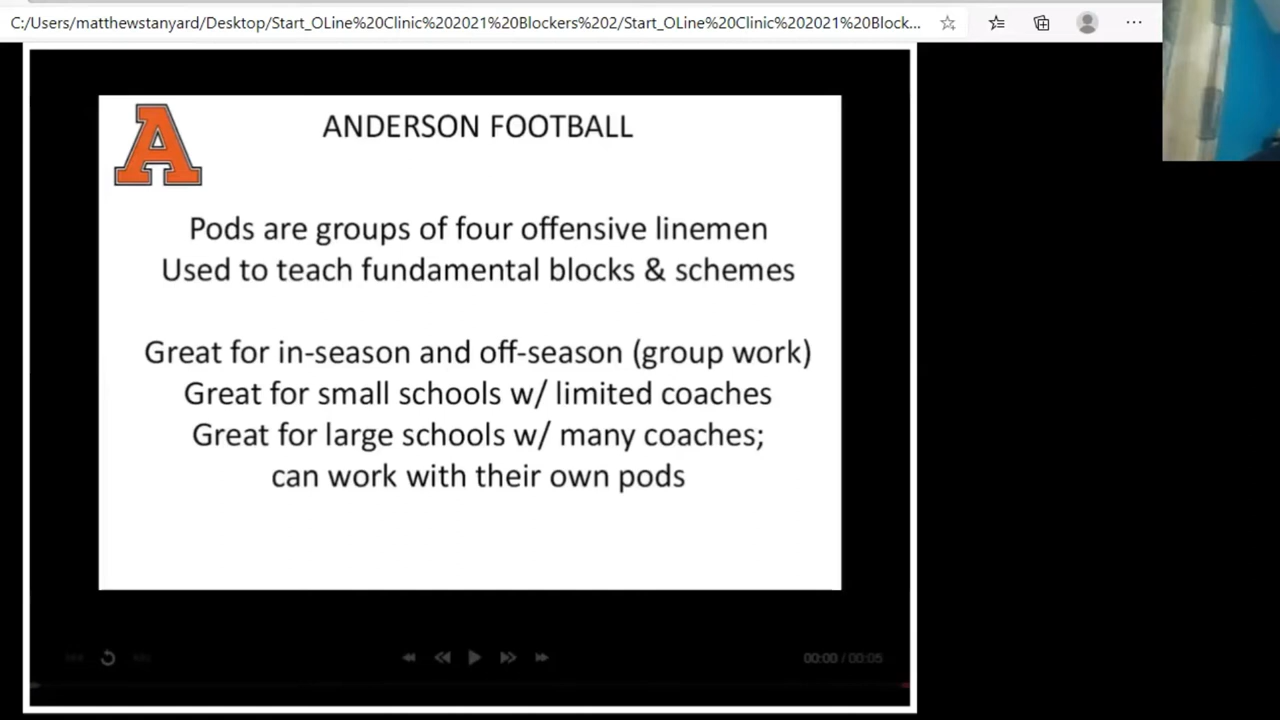 C:/Users/matthewstanyard/Desktop/Start_OLine%20Clinic%202021%20Blockers%202/Start_OLine%20Clinic%202021%20Block...
A
ANDERSON FOOTBALL
Pods are groups of four offensive linemen
Used to teach fundamental blocks & schemes
Great for in-season and off-season (group work)
Great for small schools w/ limited coaches
Great for large schools w/ many coaches;
can work with their own pods
00:00 / 00:05